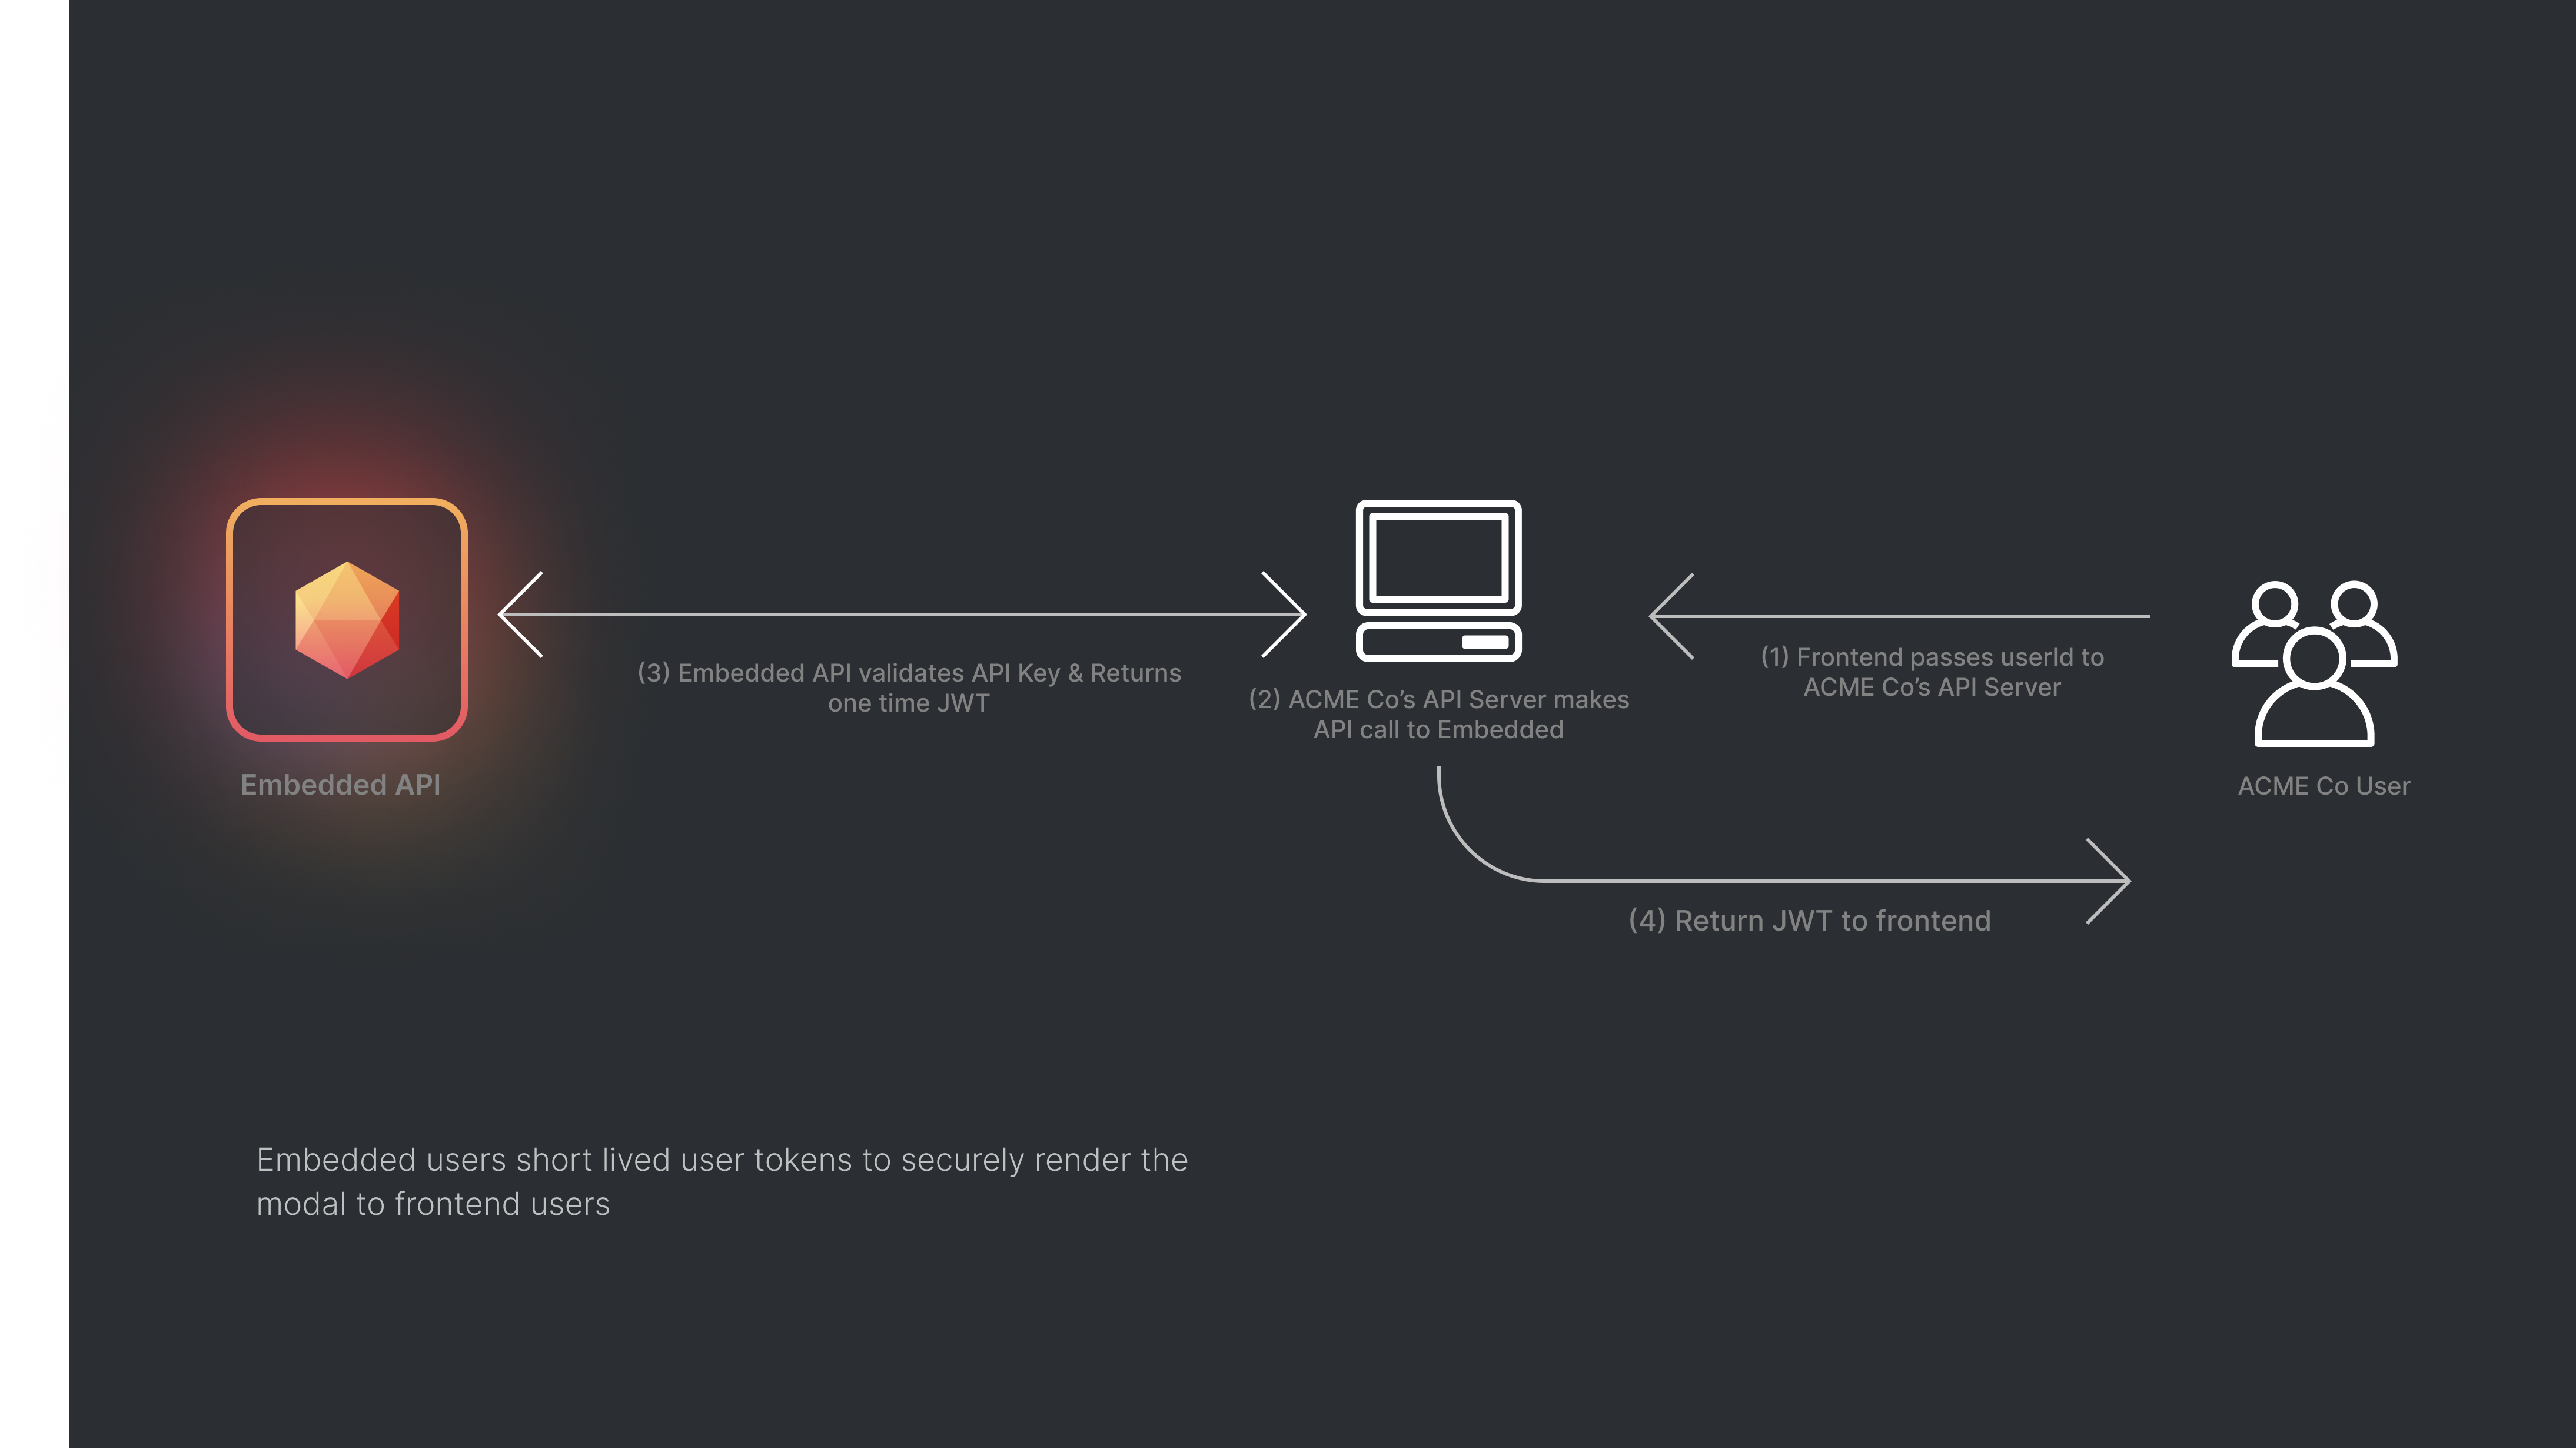 (3) Embedded API validates API Key & Returns
one time JWT
Embedded API
(2) ACME Co’s API Server makes
API call to Embedded
(1) Frontend passes userId to
ACME Co’s API Server
ACME Co User
(4) Return JWT to frontend
Embedded users short lived user tokens to securely render the
modal to frontend users